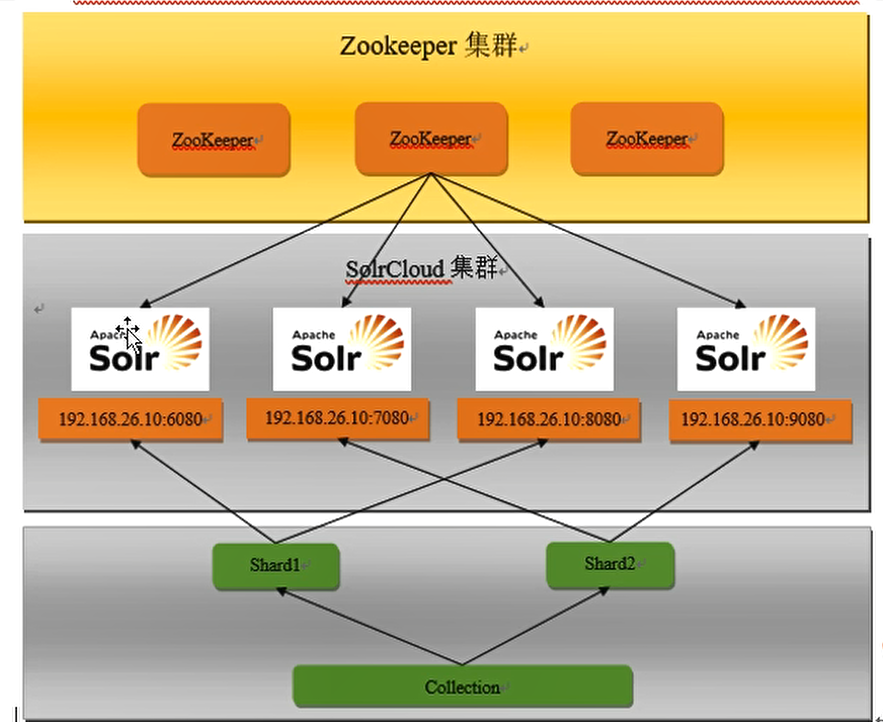 Zookeeper 集群
ZooKeeper ZooKeeper ZooKeeper
SolrCloud 集群
Apache Solr Apache Solr Apache Solr Apache Solr
192.168.26.10:6080 192.168.26.10:7080 192.168.26.10:8080 192.168.26.10:9080
Shard1 Shard2
Collection